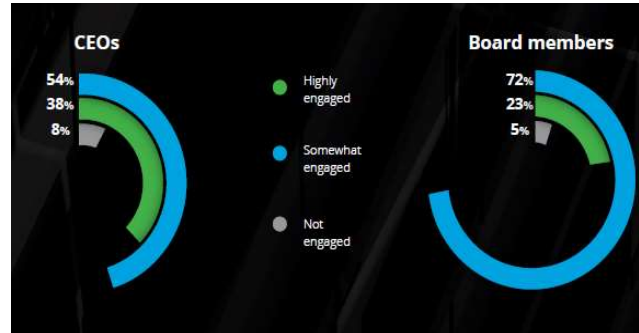 CEOs
54%
38%
8%
Highly
engaged
Somewhat
engaged
Not
engaged
Board members
72%
23%
5%